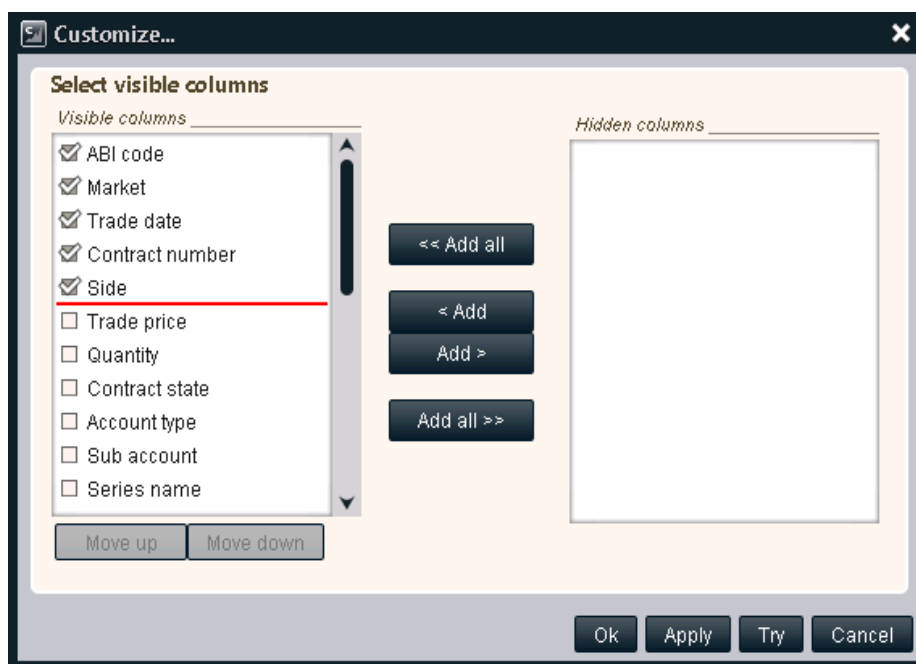 Customize...
Select visible columns
Visible columns
Hidden columns
ABI code
Market
Trade date
Contract number
Side
Trade price
Quantity
Contract state
Account type
Sub account
Series name
<< Add all
< Add
Add >
Add all >>
Move up Move down
Ok Apply Try Cancel